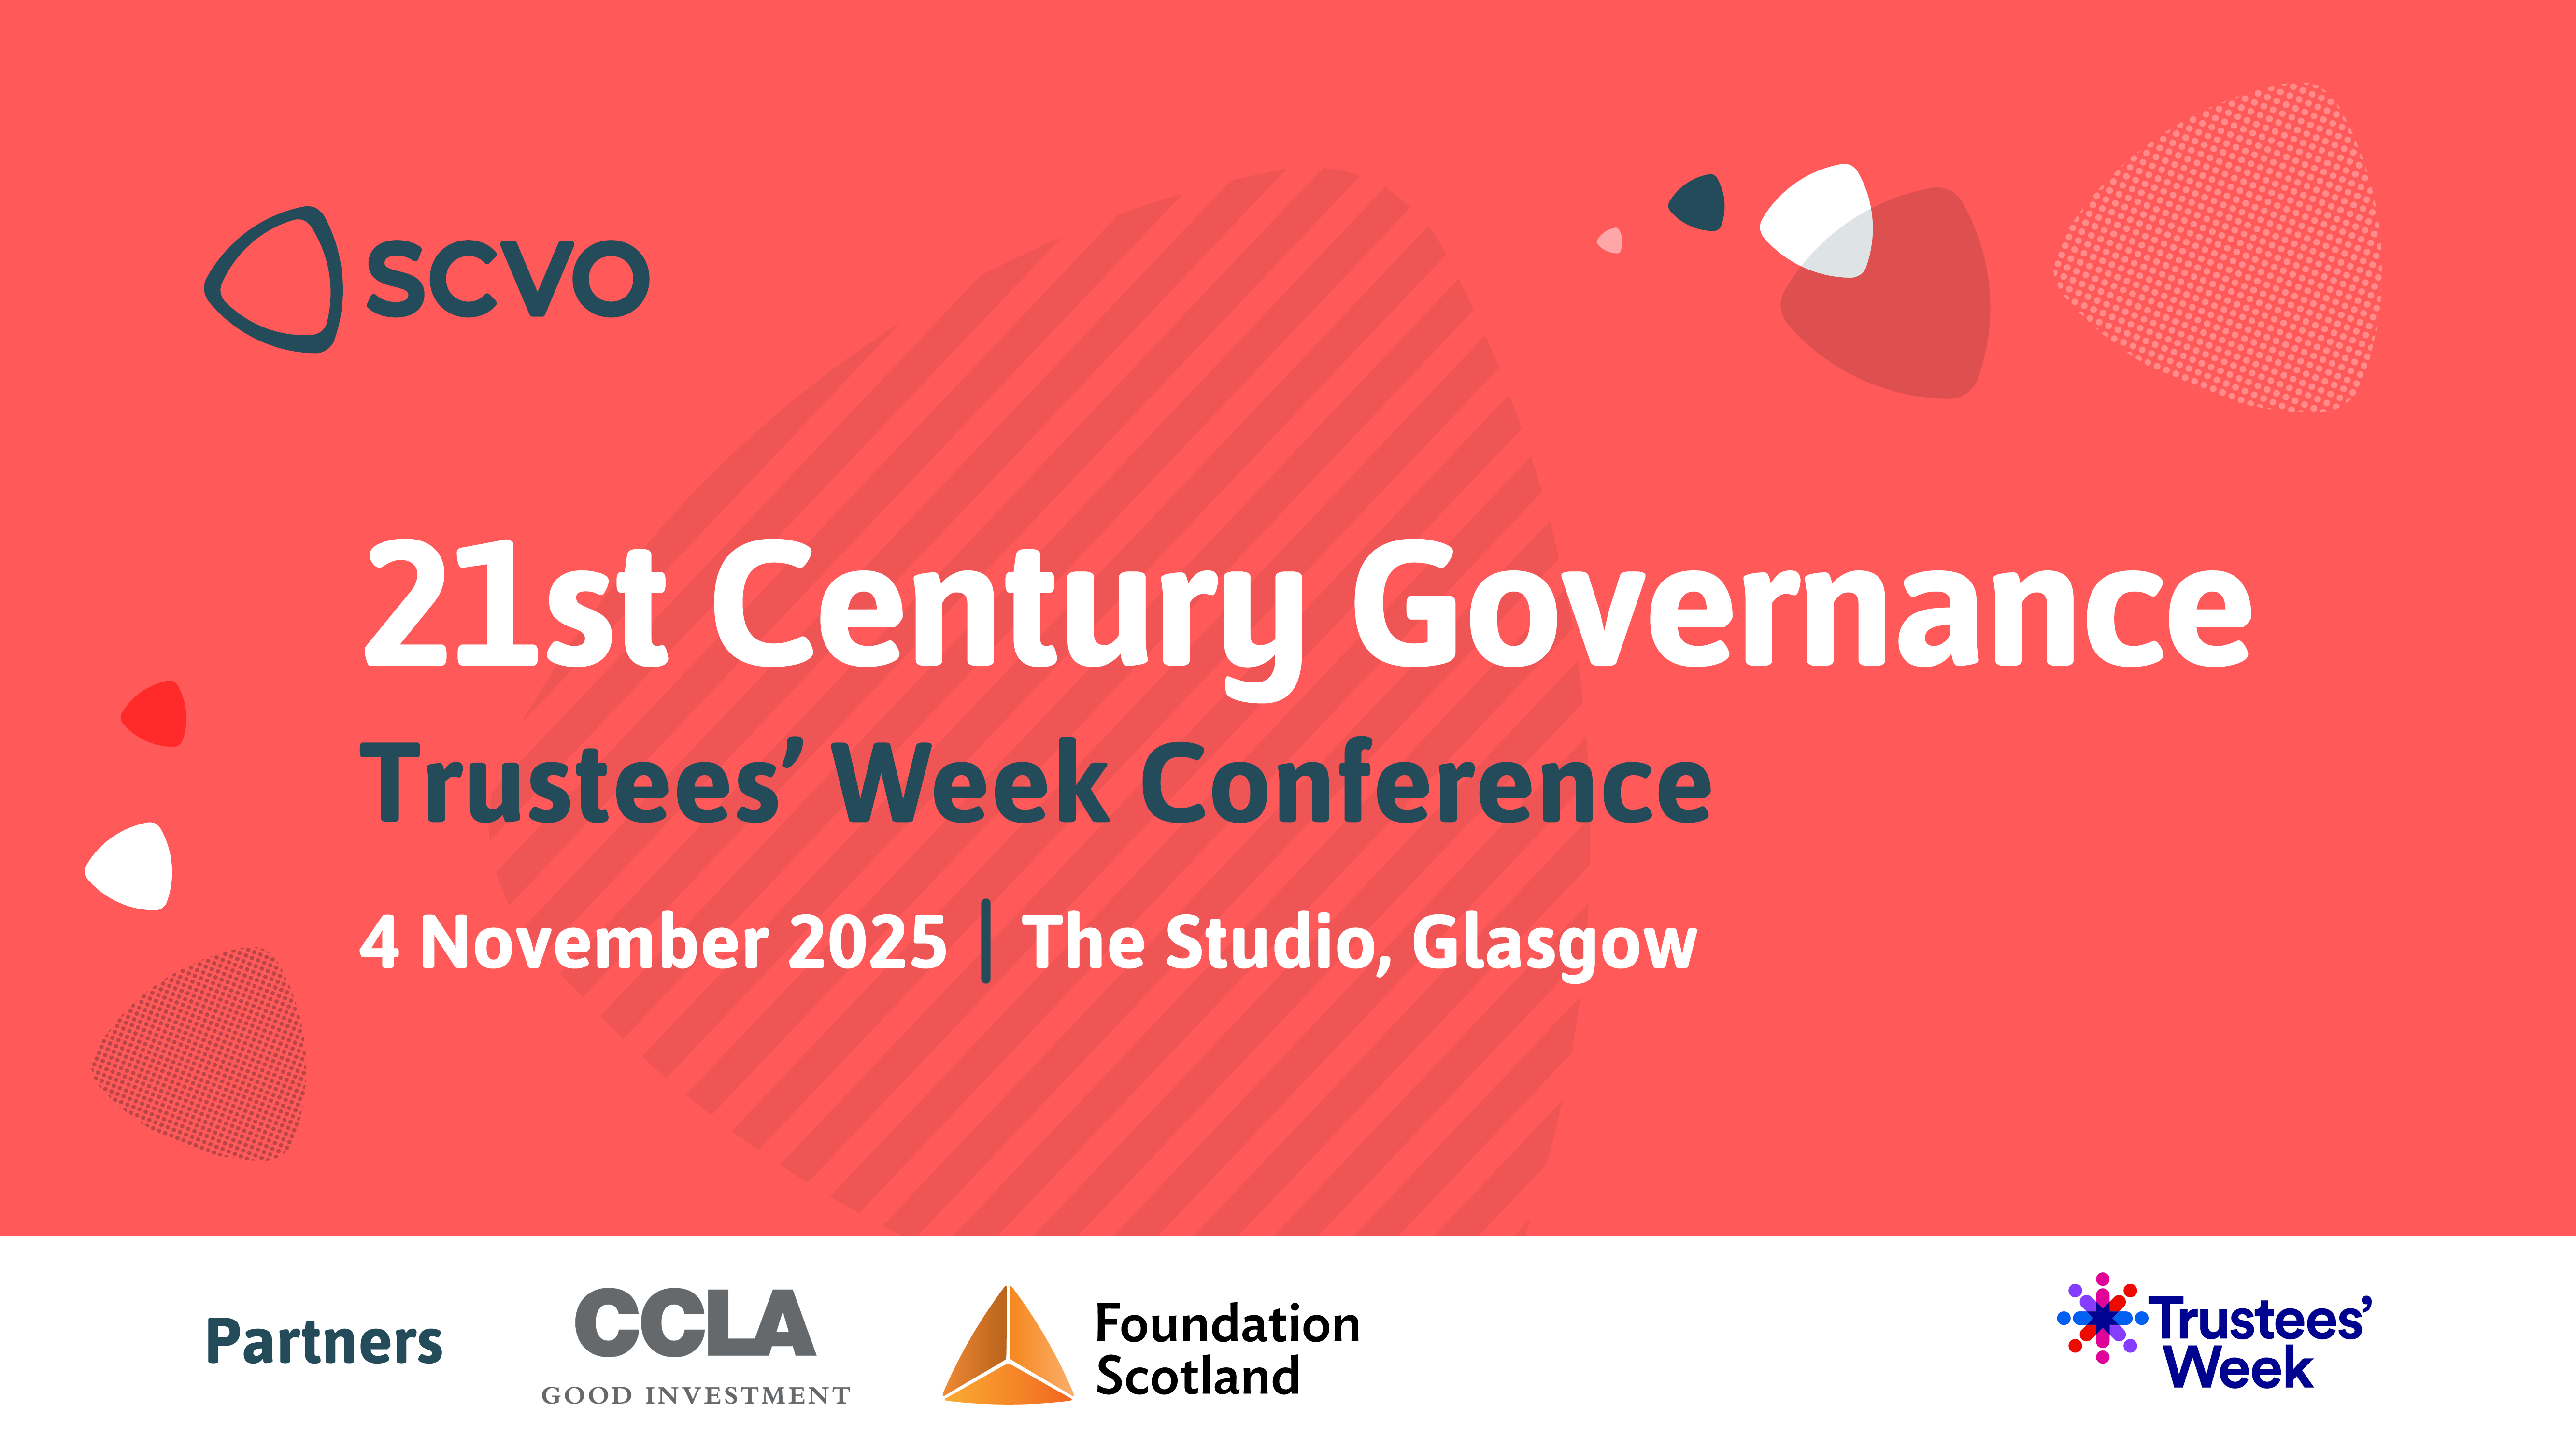 SCVO
21st Century Governance
Trustees’ Week Conference
4 November 2025 | The Studio, Glasgow
Partners
CCLA
GOOD INVESTMENT
Foundation
Scotland
Trustees’
Week